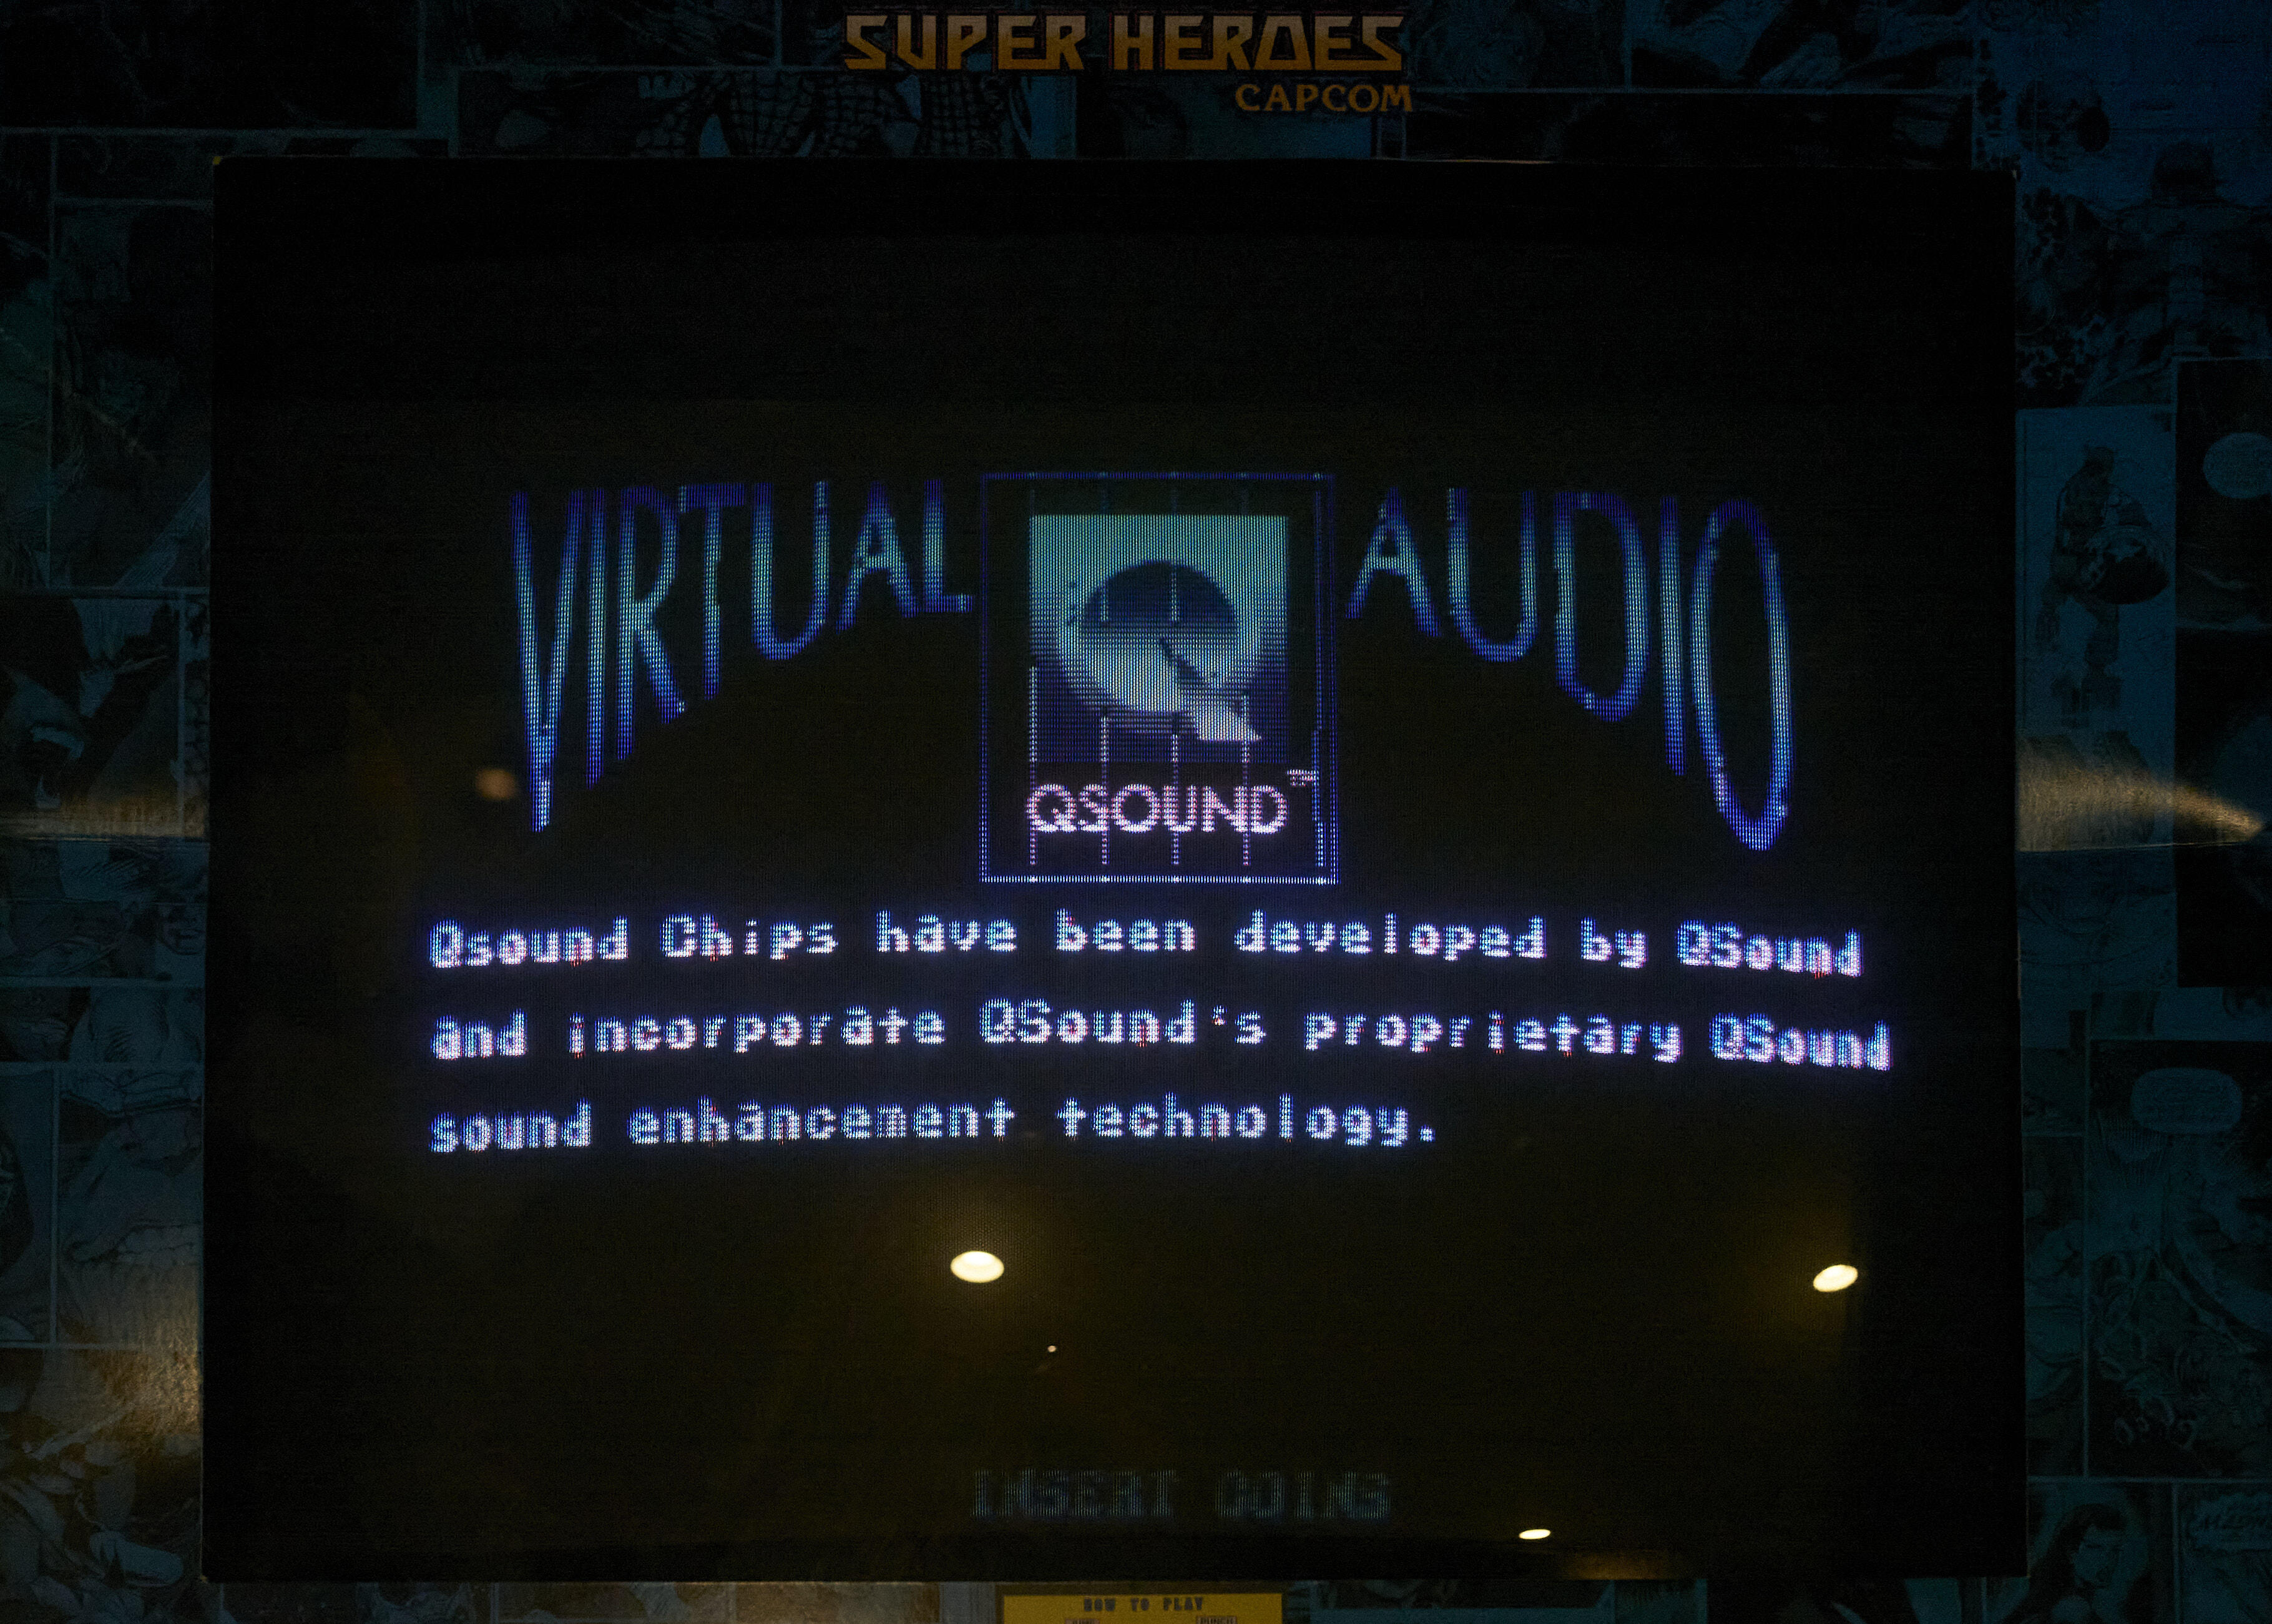 SUPER HEROES
CAPCOM
VIRTUAL AUDIO
QSOUND™
Qsound Chips have been developed by QSound
and incorporate QSound's proprietary QSound
sound enhancement technology.
INSERT COINS
HOW TO PLAY